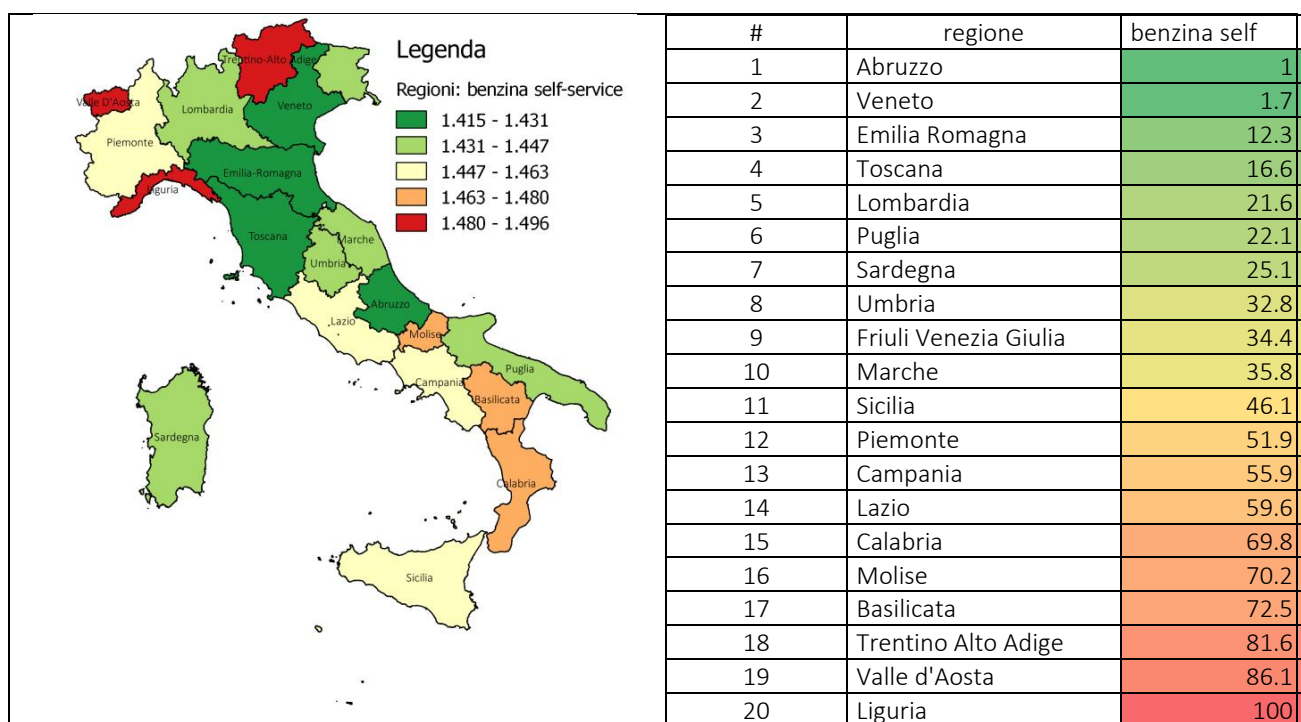 Legenda
Regioni: benzina self-service
1.415 - 1.431
1.431 - 1.447
1.447 - 1.463
1.463 - 1.480
1.480 - 1.496
Trentino-Alto Adige
Valle D'Aosta
Lombardia
Veneto
Piemonte
Emilia-Romagna
Liguria
Toscana
Marche
Umbria
Abruzzo
Lazio
Molise
Puglia
Campania
Basilicata
Sardegna
Calabria
Sicilia
# regione benzina self
1 Abruzzo 1
2 Veneto 1.7
3 Emilia Romagna 12.3
4 Toscana 16.6
5 Lombardia 21.6
6 Puglia 22.1
7 Sardegna 25.1
8 Umbria 32.8
9 Friuli Venezia Giulia 34.4
10 Marche 35.8
11 Sicilia 46.1
12 Piemonte 51.9
13 Campania 55.9
14 Lazio 59.6
15 Calabria 69.8
16 Molise 70.2
17 Basilicata 72.5
18 Trentino Alto Adige 81.6
19 Valle d'Aosta 86.1
20 Liguria 100